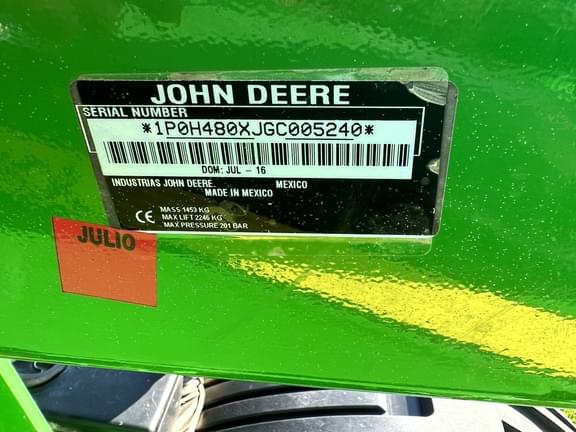 JOHN DEERE
SERIAL NUMBER
*1P0H480XJGC005240*
DOM: JUL - 16
INDUSTRIAS JOHN DEERE. MEXICO
MADE IN MEXICO
CE MASS 1453 KG
MAX LIFT 2246 KG
MAX PRESSURE 201 BAR
JULIO